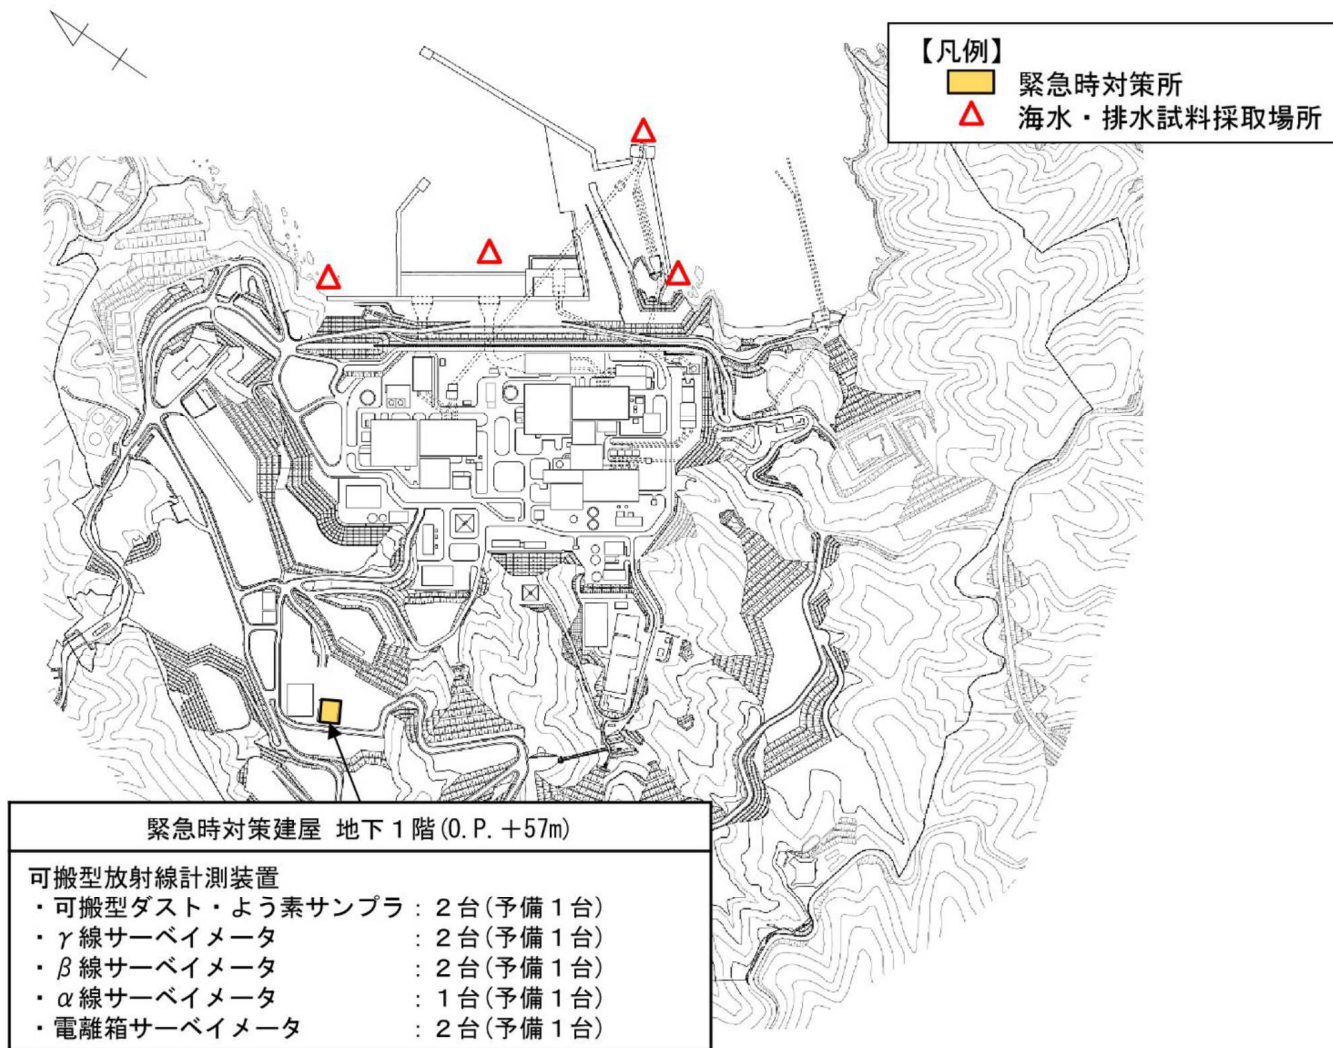 【凡例】
緊急時対策所
海水・排水試料採取場所
緊急時対策建屋 地下1階(O.P.+57m)
可搬型放射線計測装置
・可搬型ダスト・よう素サンプラ:2台(予備1台)
・γ線サーベイメータ:2台(予備1台)
・β線サーベイメータ:2台(予備1台)
・α線サーベイメータ:1台(予備1台)
・電離箱サーベイメータ:2台(予備1台)